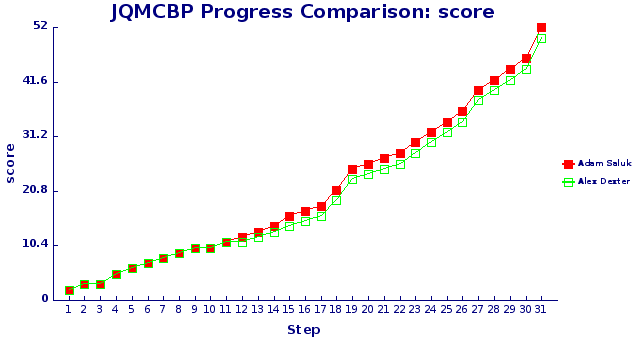 JQMCBP Progress Comparison: score
52
41.6
31.2
20.8
10.4
0
score
1 2 3 4 5 6 7 8 9 10 11 12 13 14 15 16 17 18 19 20 21 22 23 24 25 26 27 28 29 30 31
Step
Adam Saluk
Alex Dexter